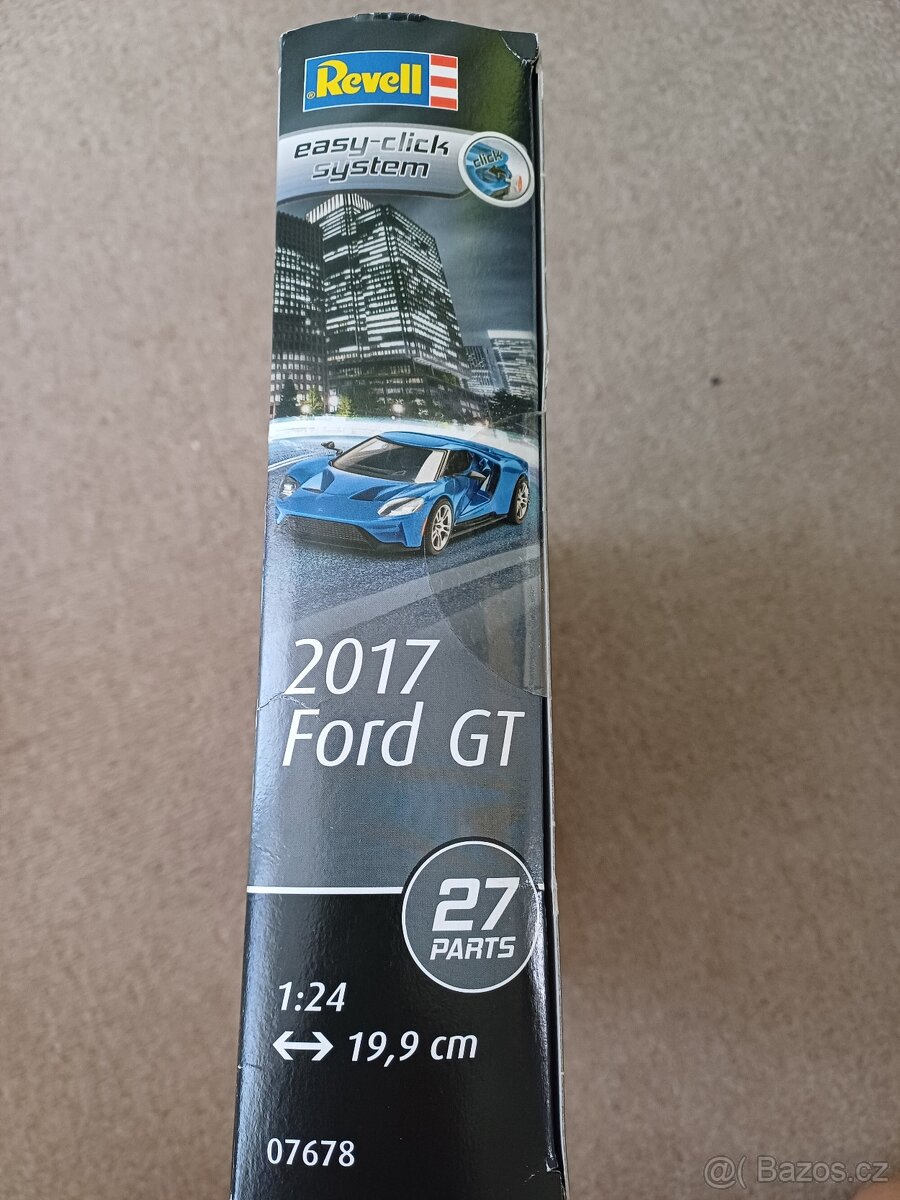 ® Revell
easy-click
system
click
2017
Ford GT
27
PARTS
1:24
19,9 cm
07678
@( Bazos.cz